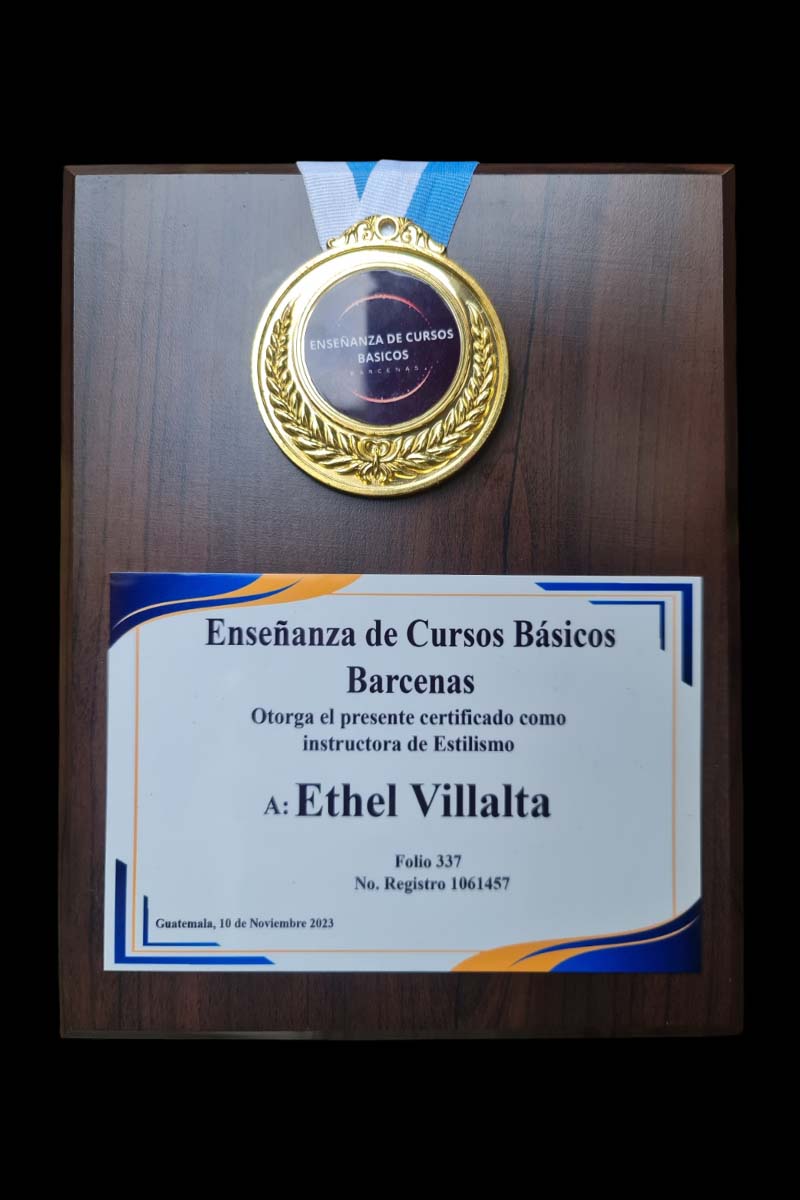 ENSEÑANZA DE CURSOS
BASICOS
BARCENAS
Enseñanza de Cursos Básicos
Barcenas
Otorga el presente certificado como
instructora de Estilismo
A: Ethel Villalta
Folio 337
No. Registro 1061457
Guatemala, 10 de Noviembre 2023